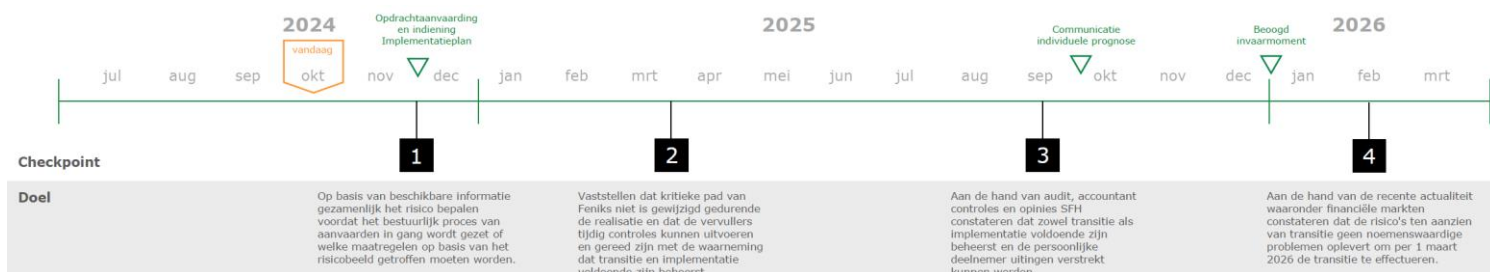 2024
2025
2026
Opdrachtaanvaarding
en indiening
Implementatieplan
Communicatie
individuele prognose
Beoogd
invaarmoment
vandaag
jul aug sep okt nov dec jan feb mrt apr mei jun jul aug sep okt nov dec jan feb mrt
1 2 3 4
Checkpoint
Doel
Op basis van beschikbare informatie
gezamenlijk het risico bepalen
voordat het bestuurlijk proces van
aanvaarden in gang wordt gezet of
welke maatregelen op basis van het
risicobeeld getroffen moeten worden.
Vaststellen dat kritieke pad van
Feniks niet is gewijzigd gedurende
de realisatie en dat de vervullers
tijdig controles kunnen uitvoeren
en gereed zijn met de waarneming
dat transitie en implementatie
voldoende zijn beheerst
Aan de hand van audit, accountant
controles en opinies SFH
constateren dat zowel transitie als
implementatie voldoende zijn
beheerst en de persoonlijke
deelnemer uitingen verstrekt
kunnen worden
Aan de hand van de recente actualiteit
waaronder financiële markten
constateren dat de risico's ten aanzien
van transitie geen noemenswaardige
problemen oplevert om per 1 maart
2026 de transitie te effectueren.